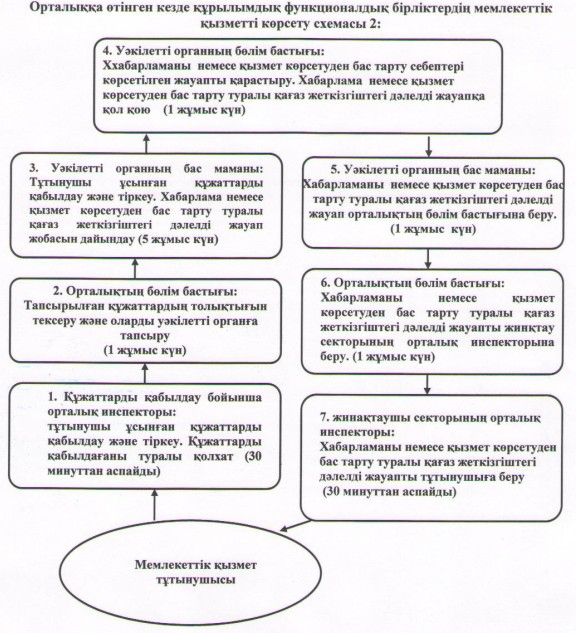 Орталыққа өтінген кезде құрылымдық функционалдық бірліктердің мемлекеттік
қызметті көрсету схемасы 2:
4. Уәкілетті органның бөлім бастығы:
Ххабарламаны немесе қызмет көрсетуден бас тарту себептері
көрсетілген жауапты қарастыру. Хабарлама немесе қызмет
көрсетуден бас тарту туралы қағаз жеткізгіштегі дәлелді жауапқа
қол қою (1 жұмыс күн)
3. Уәкілетті органның бас маманы:
Тұтынушы ұсынған құжаттарды
қабылдау және тіркеу. Хабарлама немесе
қызмет көрсетуден бас тарту туралы
қағаз жеткізгіштегі дәлелді жауап
жобасын дайындау (5 жұмыс күн)
5. Уәкілетті органның бас маманы:
Хабарламаны немесе қызмет көрсетуден бас
тарту туралы қағаз жеткізгіштегі дәлелді
жауап орталықтың бөлім бастығына беру.
(1 жұмыс күн)
2. Орталықтың бөлім бастығы:
Тапсырылған құжаттардың толықтығын
тексеру және оларды уәкілетті органға
тапсыру
(1 жұмыс күн)
6. Орталықтың бөлім бастығы:
Хабарламаны немесе қызмет
көрсетуден бас тарту туралы қағаз
жеткізгіштегі дәлелді жауапты жинқтау
секторының орталық инспекторына
беру. (1 жұмыс күн)
1. Құжаттарды қабылдау бойынша
орталық инспекторы:
тұтынушы ұсынған құжаттарды
қабылдау және тіркеу. Құжаттарды
қабылдағаны туралы қолхат (30
минуттан аспайды)
7. жинақтаушы секторының орталық
инспекторы:
Хабарламаны немесе қызмет көрсетуден
бас тарту туралы қағаз жеткізгіштегі
дәлелді жауапты тұтынушыға беру
(30 минуттан аспайды)
Мемлекеттік қызмет
тұтынушысы